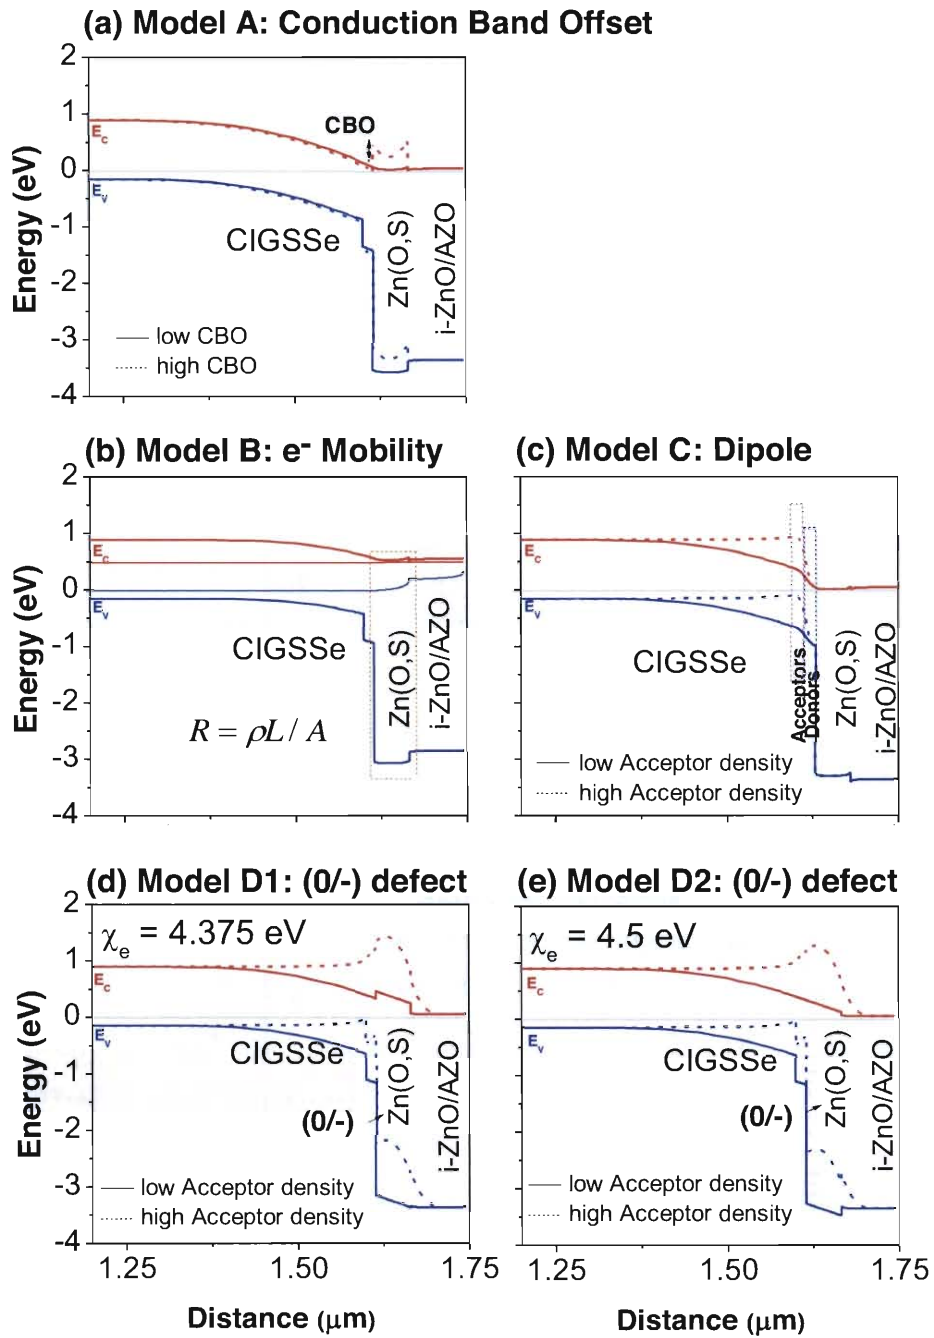 (a) Model A: Conduction Band Offset
2
1
0
-1
-2
-3
-4
Energy (eV)
CBO
Ec
Ev
CIGSSe
Zn(O,S)
i-ZnO/AZO
low CBO
high CBO
(b) Model B: e⁻ Mobility
2
1
0
-1
-2
-3
-4
Energy (eV)
Ec
Ev
CIGSSe
Zn(O,S)
i-ZnO/AZO
R = ρL / A
(c) Model C: Dipole
Ec
Ev
CIGSSe
Acceptors
Donors
Zn(O,S)
i-ZnO/AZO
low Acceptor density
high Acceptor density
(d) Model D1: (0/-) defect
2
1
0
-1
-2
-3
-4
Energy (eV)
χe = 4.375 eV
Ec
Ev
CIGSSe
(0/-)
Zn(O,S)
i-ZnO/AZO
low Acceptor density
high Acceptor density
1.25
1.50
1.75
Distance (μm)
(e) Model D2: (0/-) defect
χe = 4.5 eV
Ec
Ev
CIGSSe
(0/-)
Zn(O,S)
i-ZnO/AZO
low Acceptor density
high Acceptor density
1.25
1.50
1.75
Distance (μm)